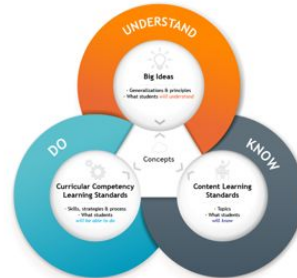 UNDERSTAND
Big Ideas
- Generalizations & principles
- What students will understand
DO
Concepts
KNOW
Curricular Competency
Learning Standards
- Skills, strategies & process
- What students
will be able to do
Content Learning
Standards
- Topics
- What students
will know